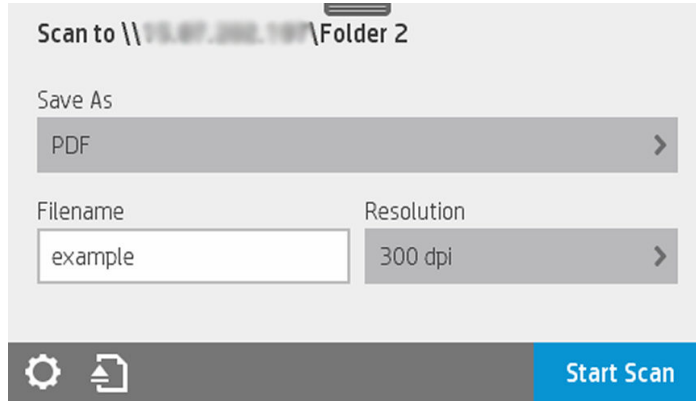 Scan to \\ \Folder 2
Save As
PDF
Filename
Resolution
example
300 dpi
Start Scan